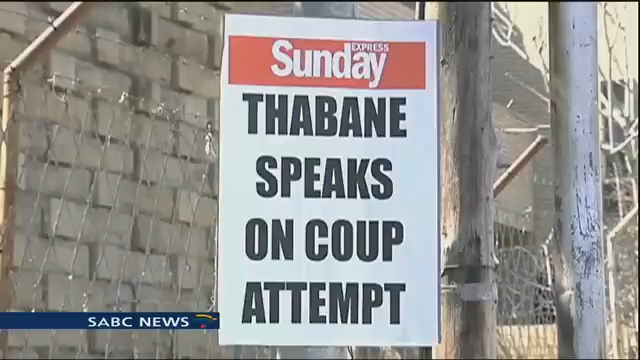 EXPRESS
Sunday
THABANE
SPEAKS
ON COUP
ATTEMPT
SABC NEWS